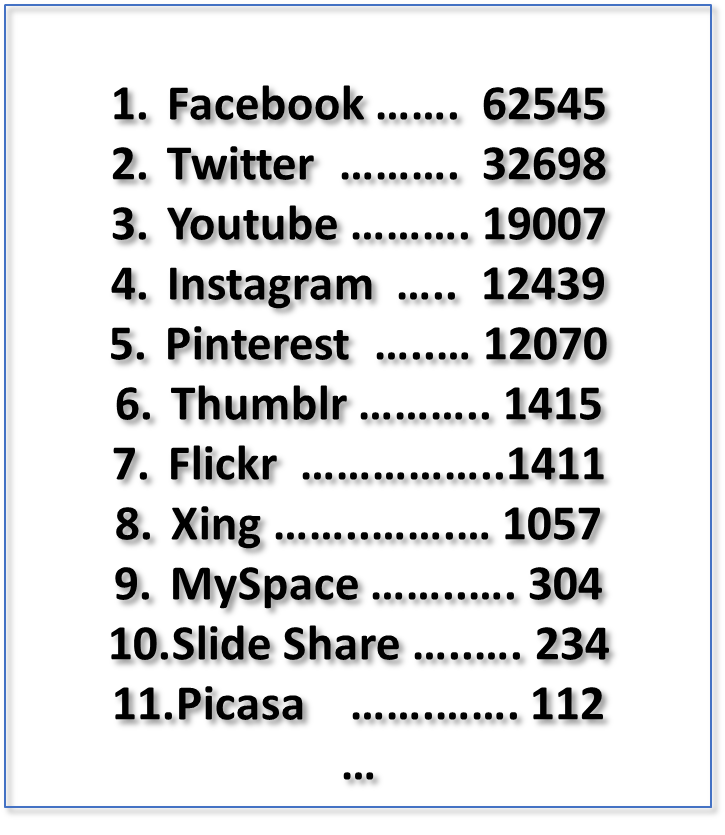 1. Facebook ....... 62545
2. Twitter .......... 32698
3. Youtube .......... 19007
4. Instagram ..... 12439
5. Pinterest ........ 12070
6. Thumblr ........... 1415
7. Flickr .................1411
8. Xing ................. 1057
9. MySpace ............ 304
10.Slide Share ......... 234
11.Picasa ............. 112
...